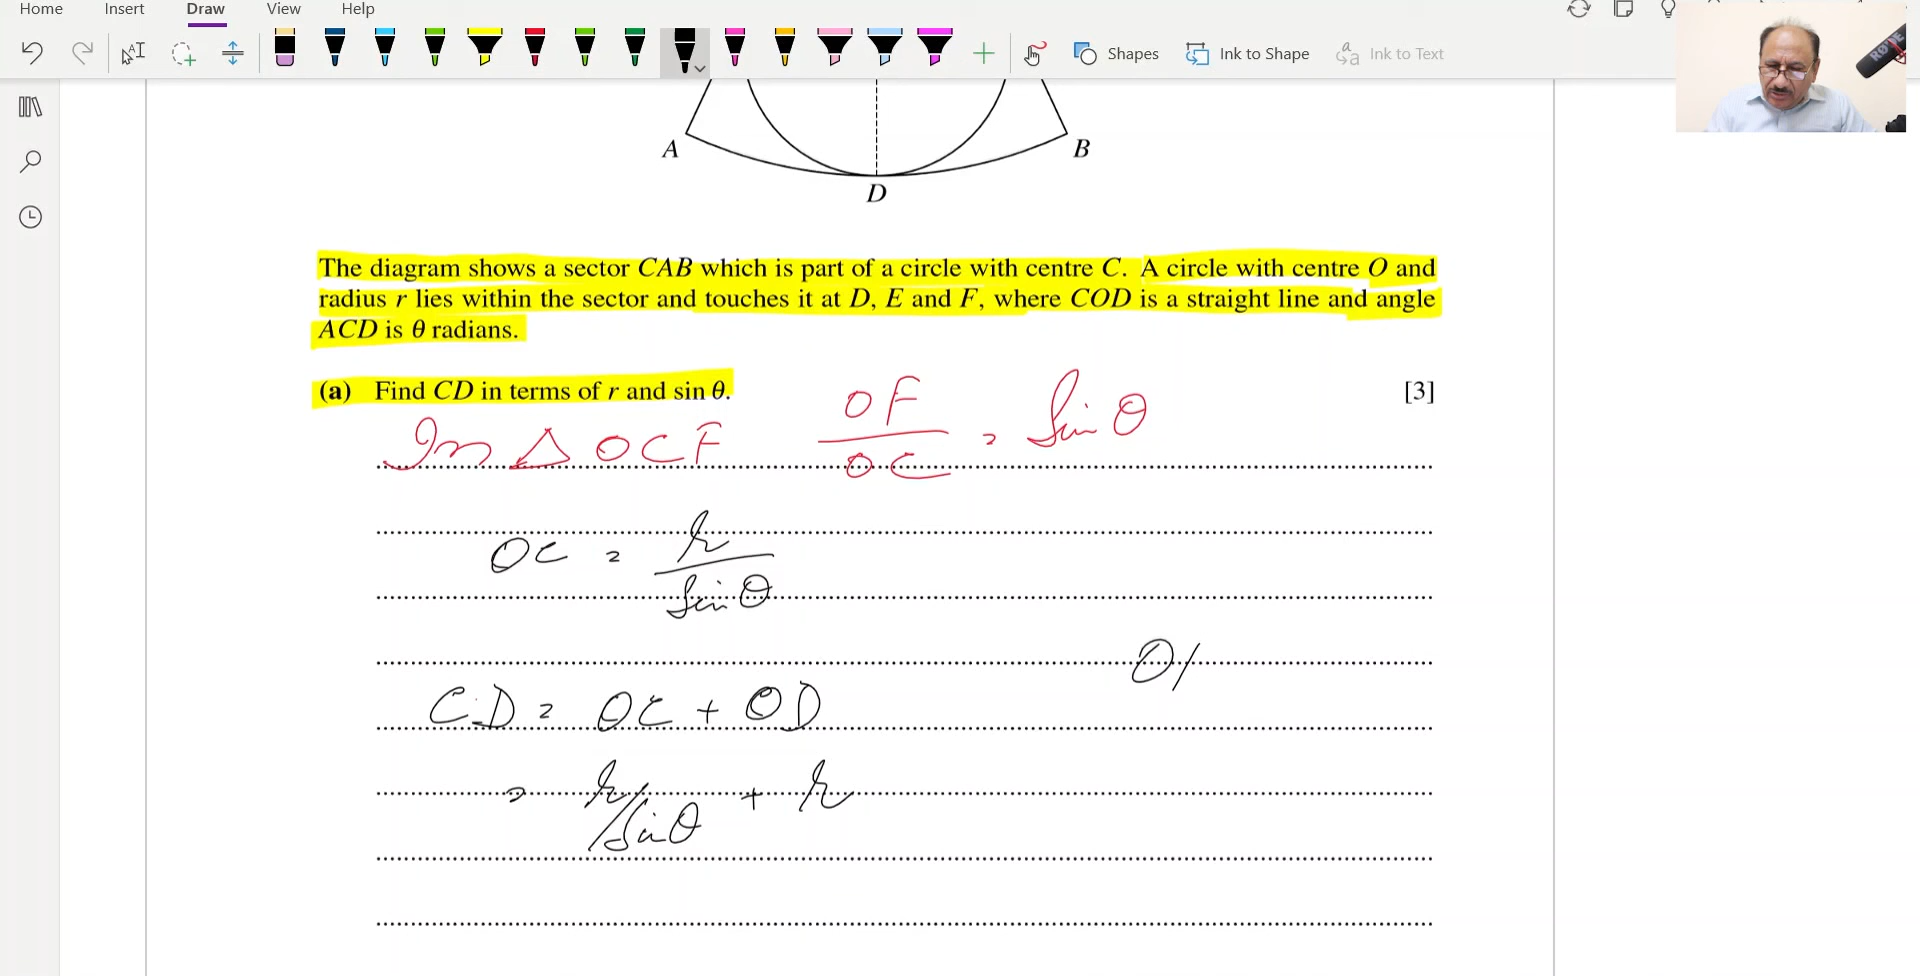 Home Insert Draw View Help
Shapes Ink to Shape Ink to Text
RØDE
A B
D
The diagram shows a sector CAB which is part of a circle with centre C. A circle with centre O and
radius r lies within the sector and touches it at D, E and F, where COD is a straight line and angle
ACD is θ radians.
(a) Find CD in terms of r and sin θ. [3]
In Δ OCF OF/OC = Sin θ
OC = r/Sin θ
CD = OC + OD
= r/Sin θ + r